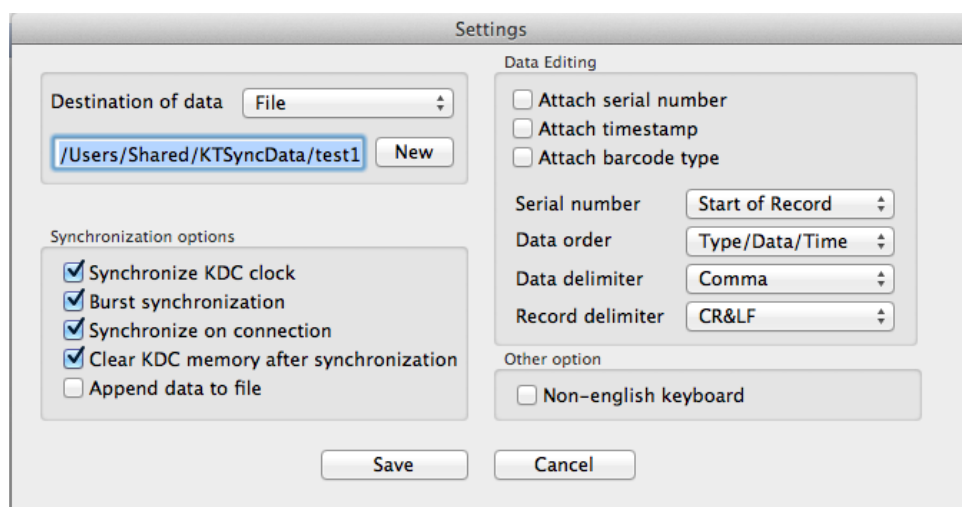 Settings
Destination of data File
/Users/Shared/KTSyncData/test1 New
Synchronization options
Synchronize KDC clock
Burst synchronization
Synchronize on connection
Clear KDC memory after synchronization
Append data to file
Data Editing
Attach serial number
Attach timestamp
Attach barcode type
Serial number Start of Record
Data order Type/Data/Time
Data delimiter Comma
Record delimiter CR&LF
Other option
Non-english keyboard
Save Cancel